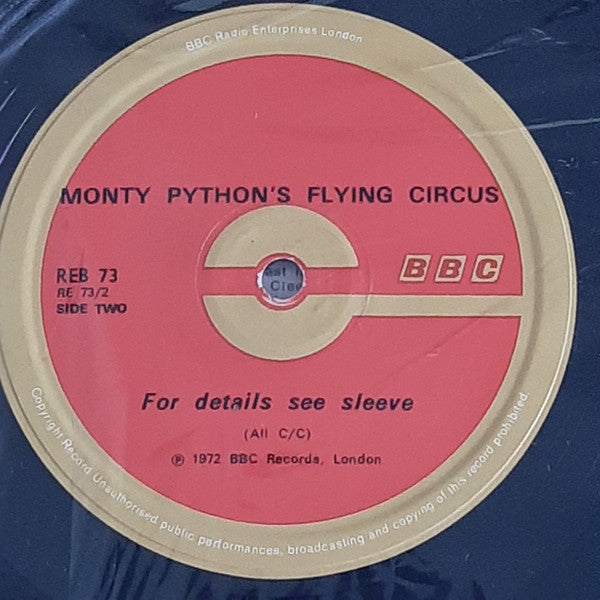 BBC Radio Enterprises London
MONTY PYTHON'S FLYING CIRCUS
REB 73
RE 73/2
SIDE TWO
BBC
For details see sleeve
(All C/C)
℗ 1972 BBC Records, London
Copyright Record Unauthorised public performances, broadcasting and copying of this record prohibited.